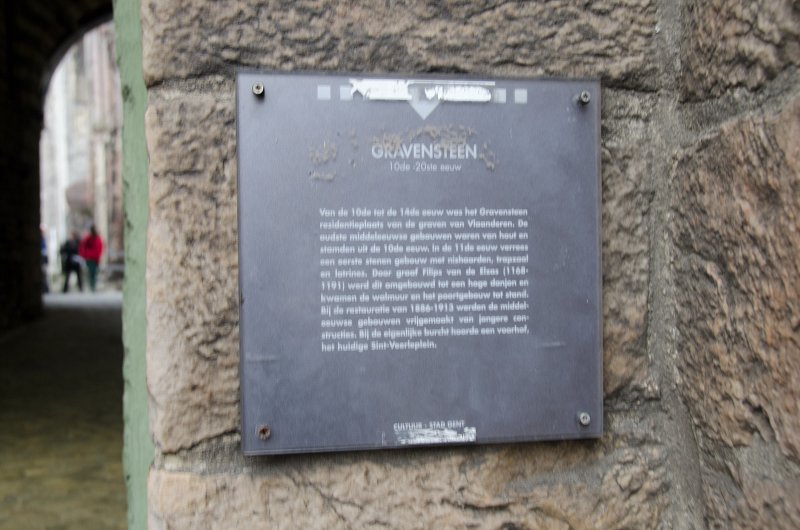 GRAVENSTEEN
10de -20ste eeuw
Van de 10de tot de 14de eeuw was het Gravensteen
residentieplaats van de graven van Vlaanderen. De
oudste middeleeuwse gebouwen waren van hout en
stamden uit de 10de eeuw. In de 11de eeuw verrees
een eerste stenen gebouw met nishaarden, trapzaal
en latrines. Door graaf Filips van de Elzas (1168-
1191) werd dit omgebouwd tot een hoge donjon en
kwamen de walmuur en het poortgebouw tot stand.
Bij de restauratie van 1886-1913 werden de middel-
eeuwse gebouwen vrijgemaakt van jongere con-
structies. Bij de eigenlijke burcht hoorde een voorhof,
het huidige Sint-Veerleplein.
CULTUUR - STAD GENT